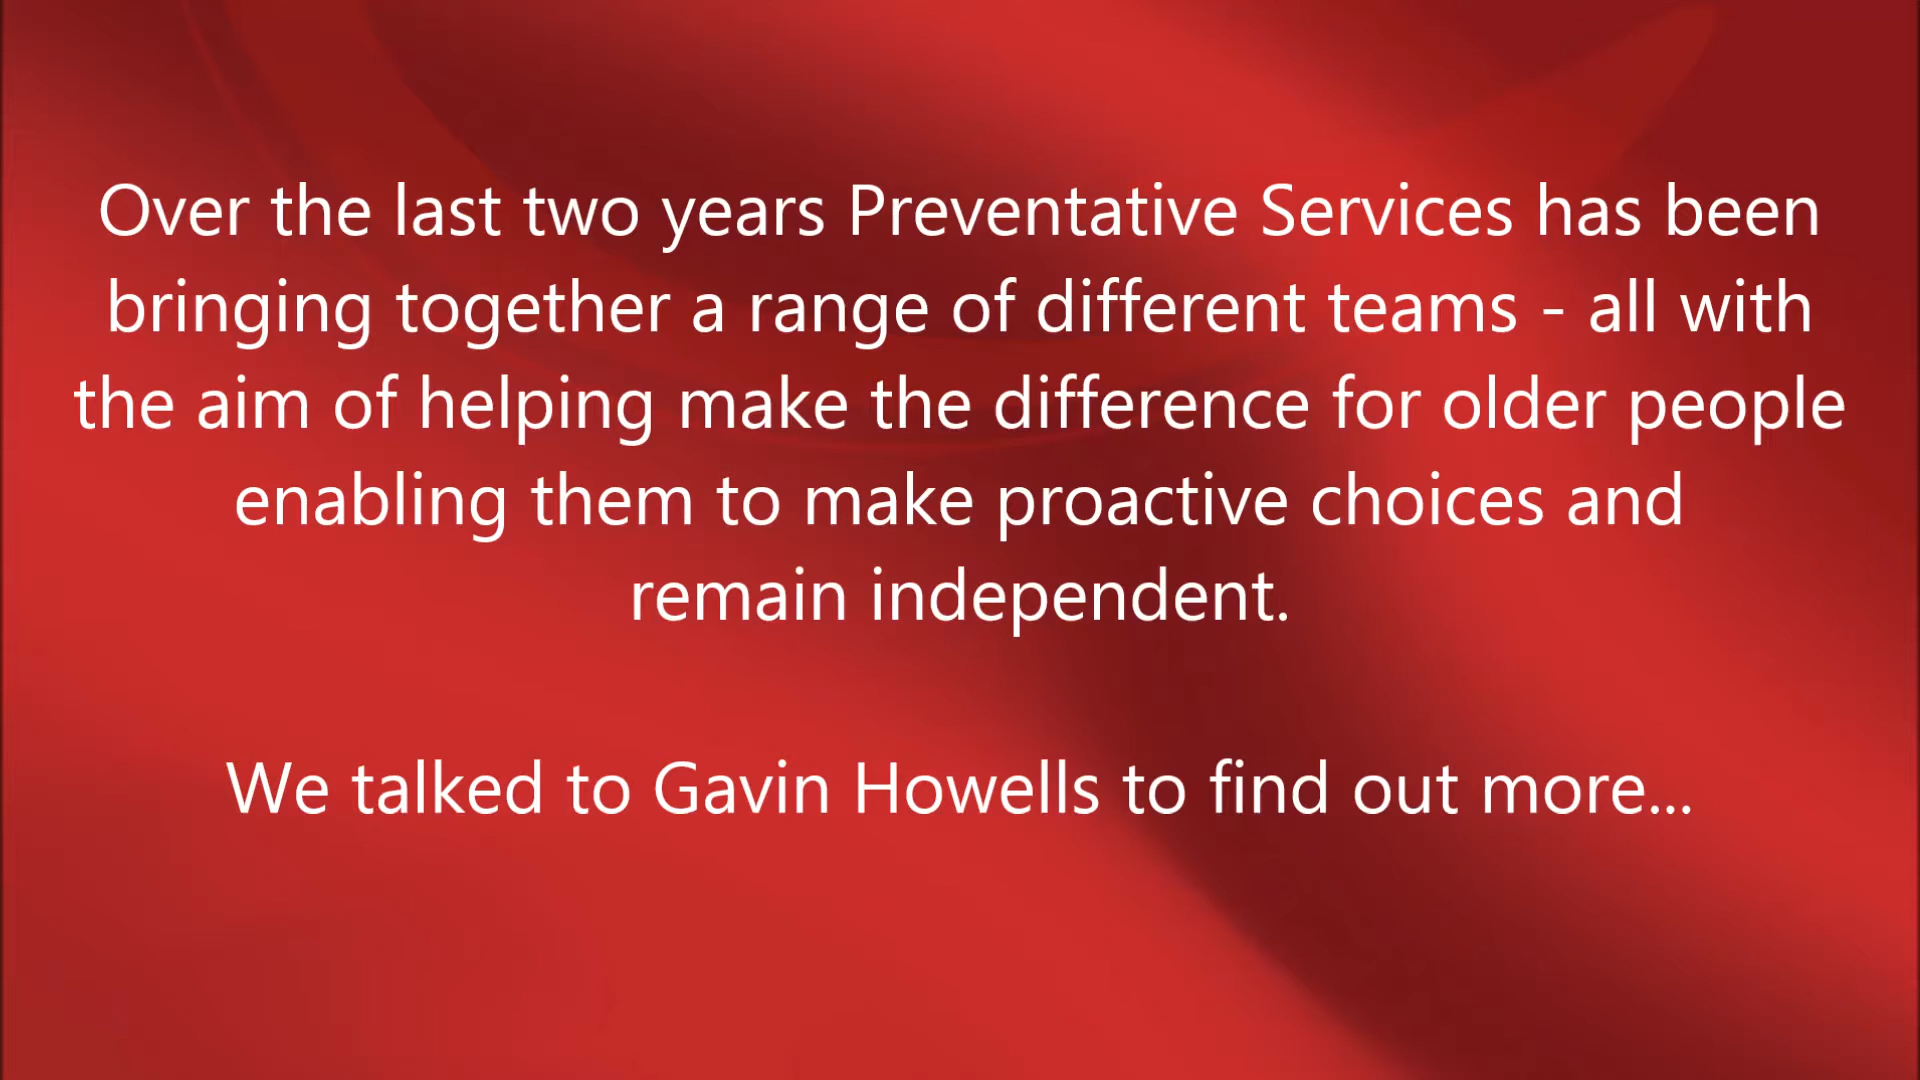 Over the last two years Preventative Services has been
bringing together a range of different teams - all with
the aim of helping make the difference for older people
enabling them to make proactive choices and
remain independent.
We talked to Gavin Howells to find out more...